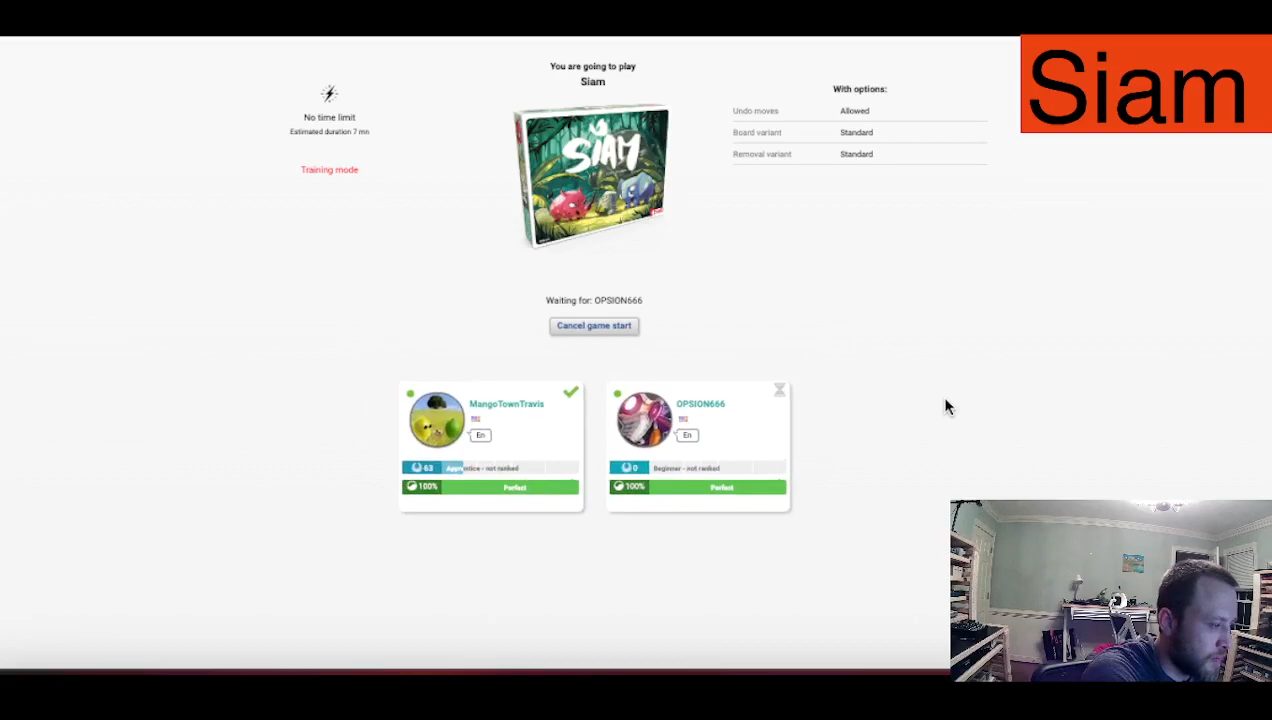 Siam
You are going to play
Siam
No time limit
Estimated duration 7 mn
Training mode
SIAM
With options:
Undo moves Allowed
Board variant Standard
Removal variant Standard
Waiting for: OPSION666
Cancel game start
MangoTownTravis
En
63 Apprentice - not ranked
100% Perfect
OPSION666
En
0 Beginner - not ranked
100% Perfect